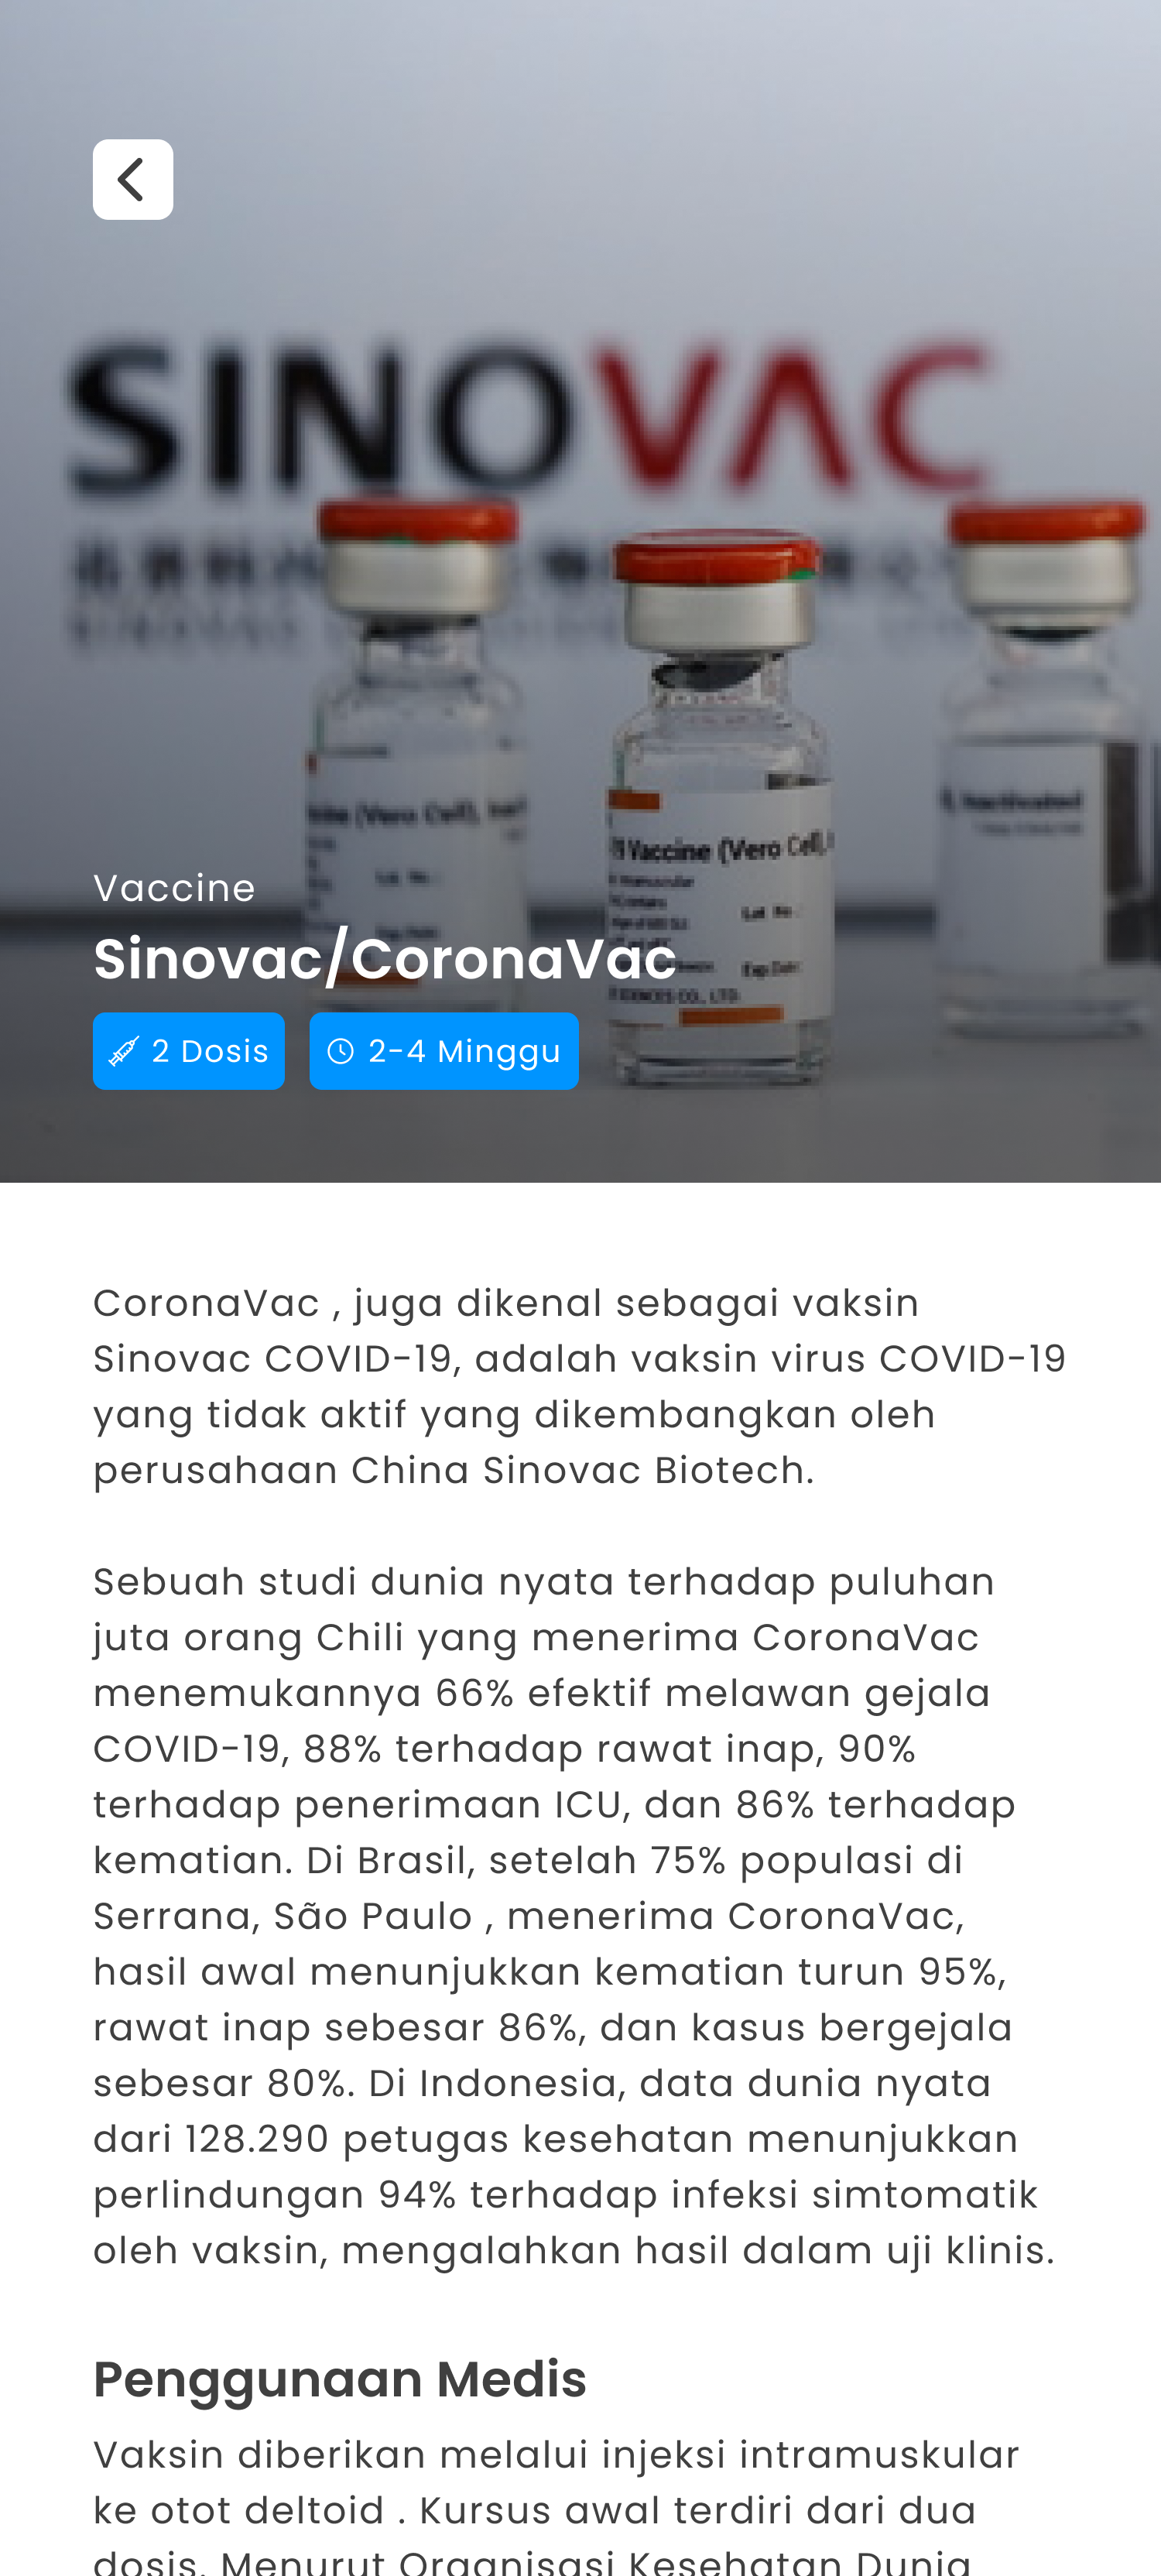 SINOVAC
Vaccine (Vero Cell),
Vaccine
Sinovac/CoronaVac
2 Dosis
2-4 Minggu
CoronaVac , juga dikenal sebagai vaksin
Sinovac COVID-19, adalah vaksin virus COVID-19
yang tidak aktif yang dikembangkan oleh
perusahaan China Sinovac Biotech.
Sebuah studi dunia nyata terhadap puluhan
juta orang Chili yang menerima CoronaVac
menemukannya 66% efektif melawan gejala
COVID-19, 88% terhadap rawat inap, 90%
terhadap penerimaan ICU, dan 86% terhadap
kematian. Di Brasil, setelah 75% populasi di
Serrana, São Paulo , menerima CoronaVac,
hasil awal menunjukkan kematian turun 95%,
rawat inap sebesar 86%, dan kasus bergejala
sebesar 80%. Di Indonesia, data dunia nyata
dari 128.290 petugas kesehatan menunjukkan
perlindungan 94% terhadap infeksi simtomatik
oleh vaksin, mengalahkan hasil dalam uji klinis.
Penggunaan Medis
Vaksin diberikan melalui injeksi intramuskular
ke otot deltoid . Kursus awal terdiri dari dua
dosis. Menurut Organisasi Kesehatan Dunia